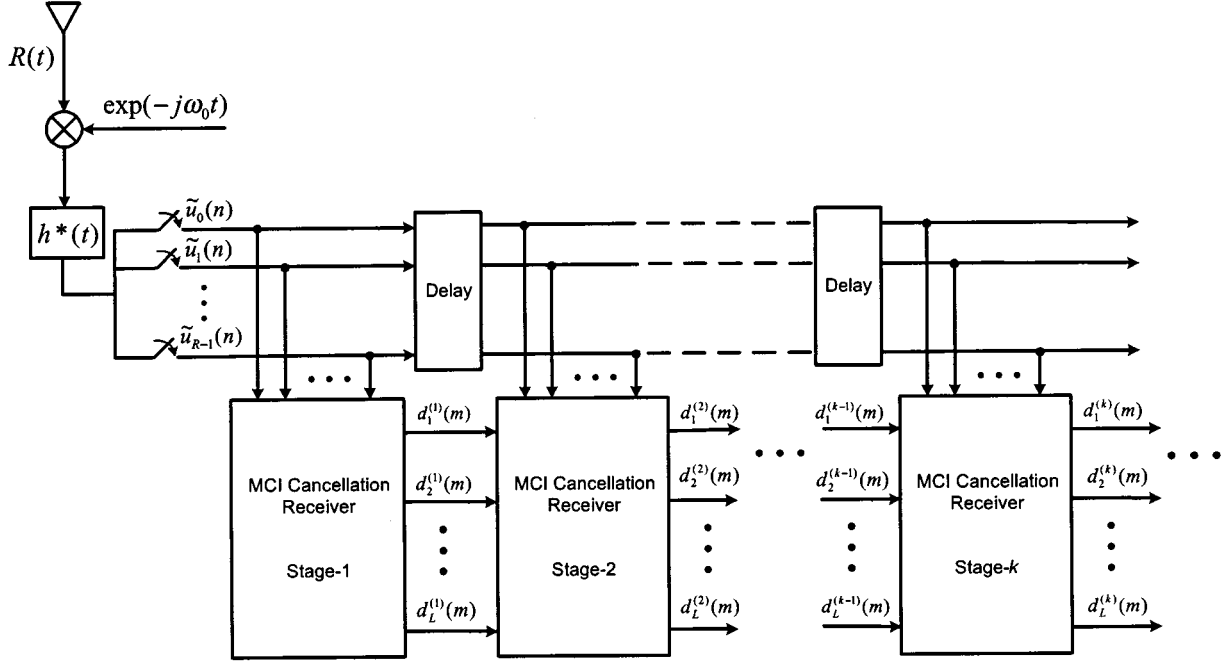 R(t)
exp(−jω₀t)
h*(t)
ũ₀(n)
ũ₁(n)
ũ_{R−1}(n)
Delay
Delay
MCI Cancellation
Receiver
Stage-1
d₁^{(1)}(m)
d₂^{(1)}(m)
d_L^{(1)}(m)
MCI Cancellation
Receiver
Stage-2
d₁^{(2)}(m)
d₂^{(2)}(m)
d_L^{(2)}(m)
d₁^{(k−1)}(m)
d₂^{(k−1)}(m)
d_L^{(k−1)}(m)
MCI Cancellation
Receiver
Stage-k
d₁^{(k)}(m)
d₂^{(k)}(m)
d_L^{(k)}(m)